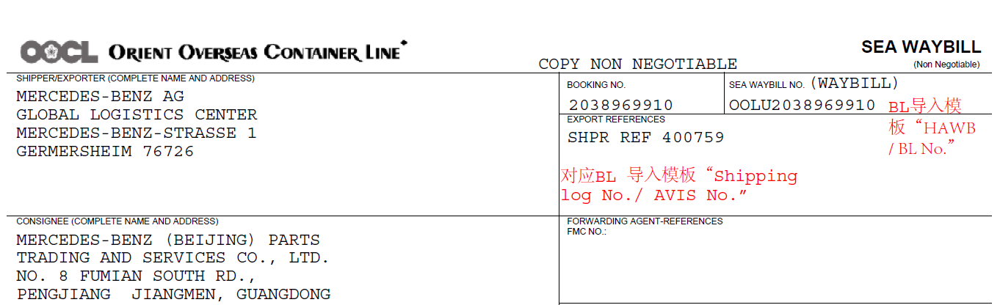 OOCL ORIENT OVERSEAS CONTAINER LINE
SEA WAYBILL
COPY NON NEGOTIABLE
(Non Negotiable)
SHIPPER/EXPORTER (COMPLETE NAME AND ADDRESS)
MERCEDES-BENZ AG
GLOBAL LOGISTICS CENTER
MERCEDES-BENZ-STRASSE 1
GERMERSHEIM 76726
BOOKING NO.
2038969910
SEA WAYBILL NO. (WAYBILL)
OOLU2038969910
BL导入模
板“HAWB
/ BL No.”
EXPORT REFERENCES
SHPR REF 400759
对应BL 导入模板“Shipping
log No./ AVIS No.”
CONSIGNEE (COMPLETE NAME AND ADDRESS)
MERCEDES-BENZ (BEIJING) PARTS
TRADING AND SERVICES CO., LTD.
NO. 8 FUMIAN SOUTH RD.,
PENGJIANG JIANGMEN, GUANGDONG
FORWARDING AGENT-REFERENCES
FMC NO.: